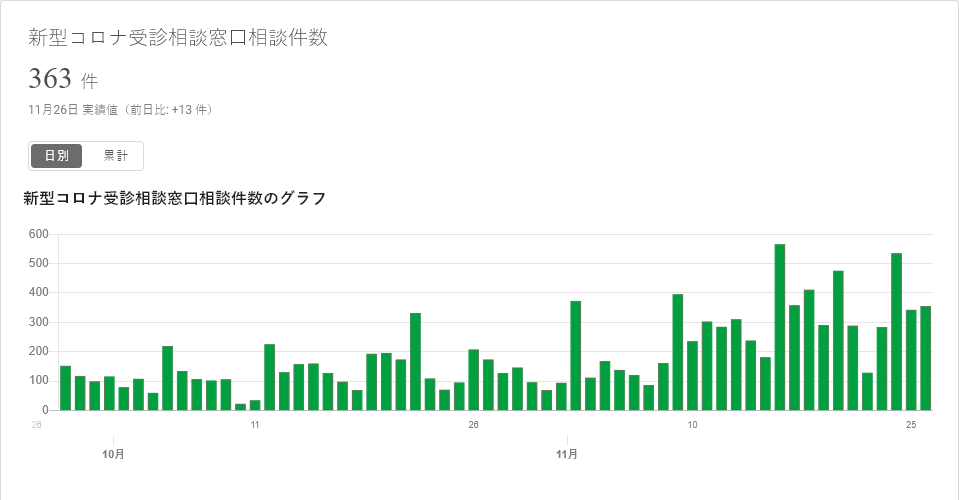 新型コロナ受診相談窓口相談件数
363 件
11月26日 実績値（前日比: +13 件）
日別 累計
新型コロナ受診相談窓口相談件数のグラフ
600
500
400
300
200
100
0
26 11 26 10 25
10月 11月